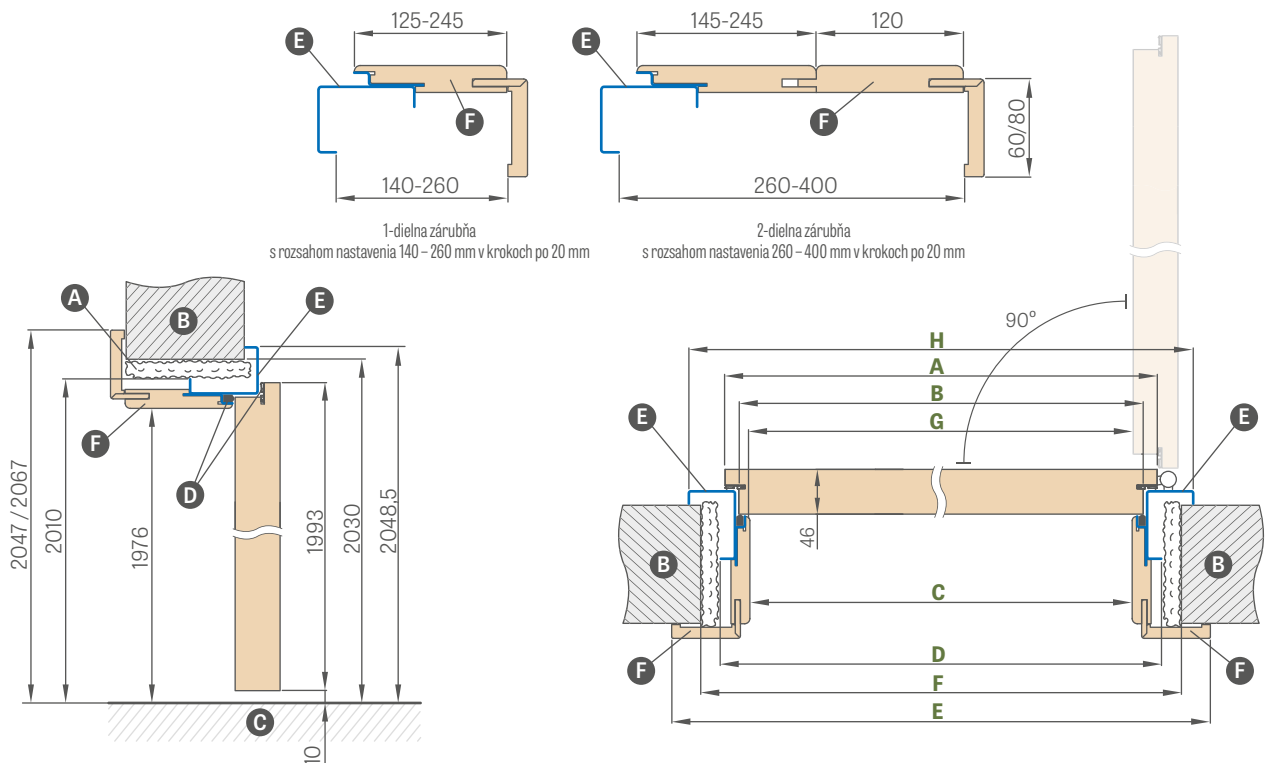 125-245
145-245
120
E
E
F
F
60/80
140-260
260-400
1-dielna zárubňa
s rozsahom nastavenia 140 – 260 mm v krokoch po 20 mm
2-dielna zárubňa
s rozsahom nastavenia 260 – 400 mm v krokoch po 20 mm
A
B
E
F
D
C
2047 / 2067
2010
1976
1993
2030
2048,5
10
90°
H
A
B
G
E
E
46
B
B
C
D
F
F
F
E